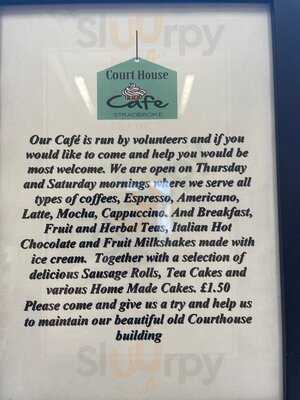 Slurrpy
Court House
Cafe
STRADBROKE
Our Café is run by volunteers and if you
would like to come and help you would be
most welcome. We are open on Thursday
and Saturday mornings where we serve all
types of coffees, Espresso, Americano,
Latte, Mocha, Cappuccino. And Breakfast,
Fruit and Herbal Teas, Italian Hot
Chocolate and Fruit Milkshakes made with
ice cream. Together with a selection of
delicious Sausage Rolls, Tea Cakes and
various Home Made Cakes. £1.50
Please come and give us a try and help us
to maintain our beautiful old Courthouse
building
Slurrpy